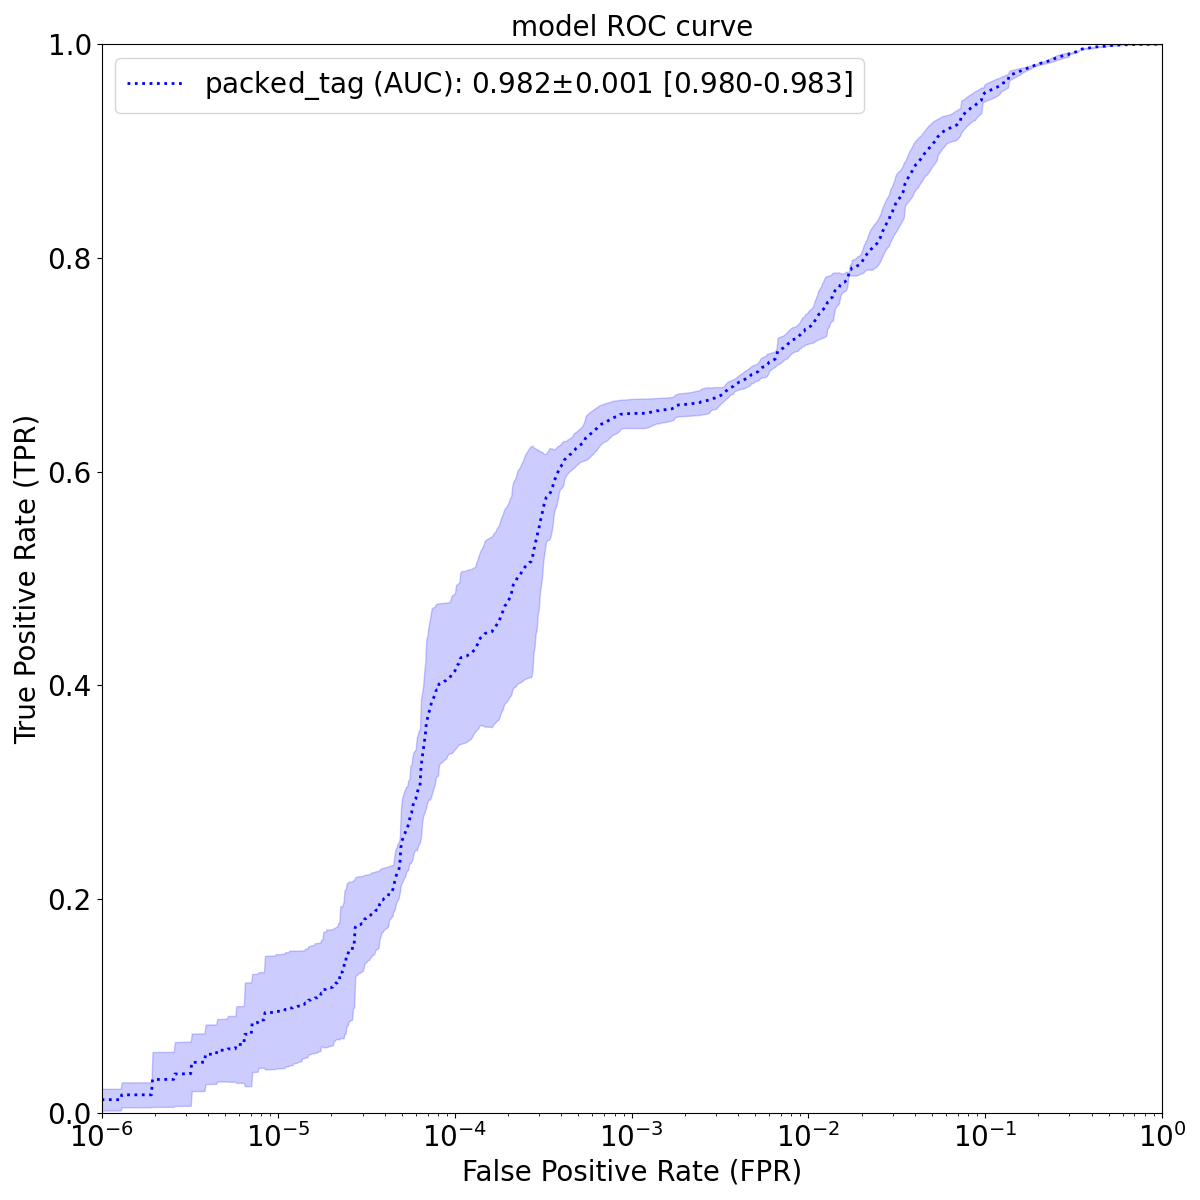 model ROC curve
packed_tag (AUC): 0.982±0.001 [0.980-0.983]
True Positive Rate (TPR)
1.0
0.8
0.6
0.4
0.2
0.0
10⁻⁶ 10⁻⁵ 10⁻⁴ 10⁻³ 10⁻² 10⁻¹ 10⁰
False Positive Rate (FPR)